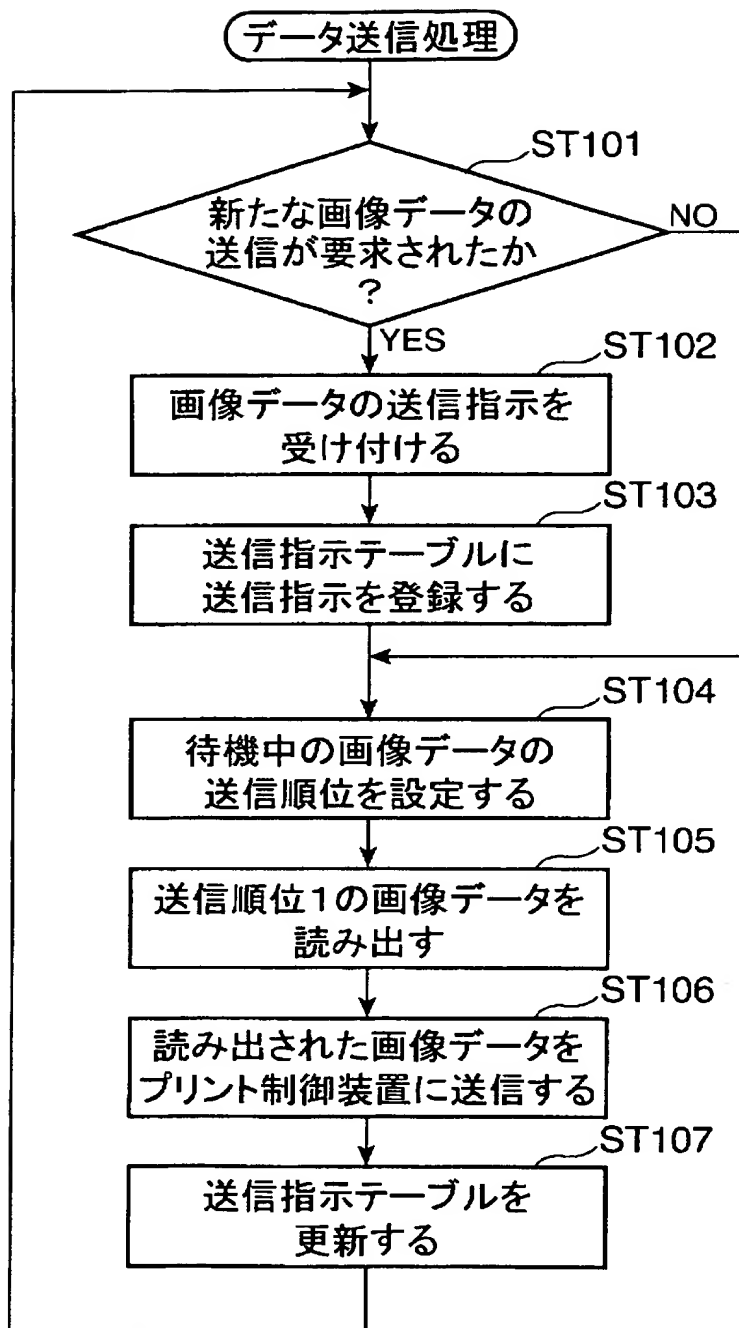 データ送信処理
ST101
新たな画像データの
送信が要求されたか
?
NO
YES
ST102
画像データの送信指示を
受け付ける
ST103
送信指示テーブルに
送信指示を登録する
ST104
待機中の画像データの
送信順位を設定する
ST105
送信順位1の画像データを
読み出す
ST106
読み出された画像データを
プリント制御装置に送信する
ST107
送信指示テーブルを
更新する